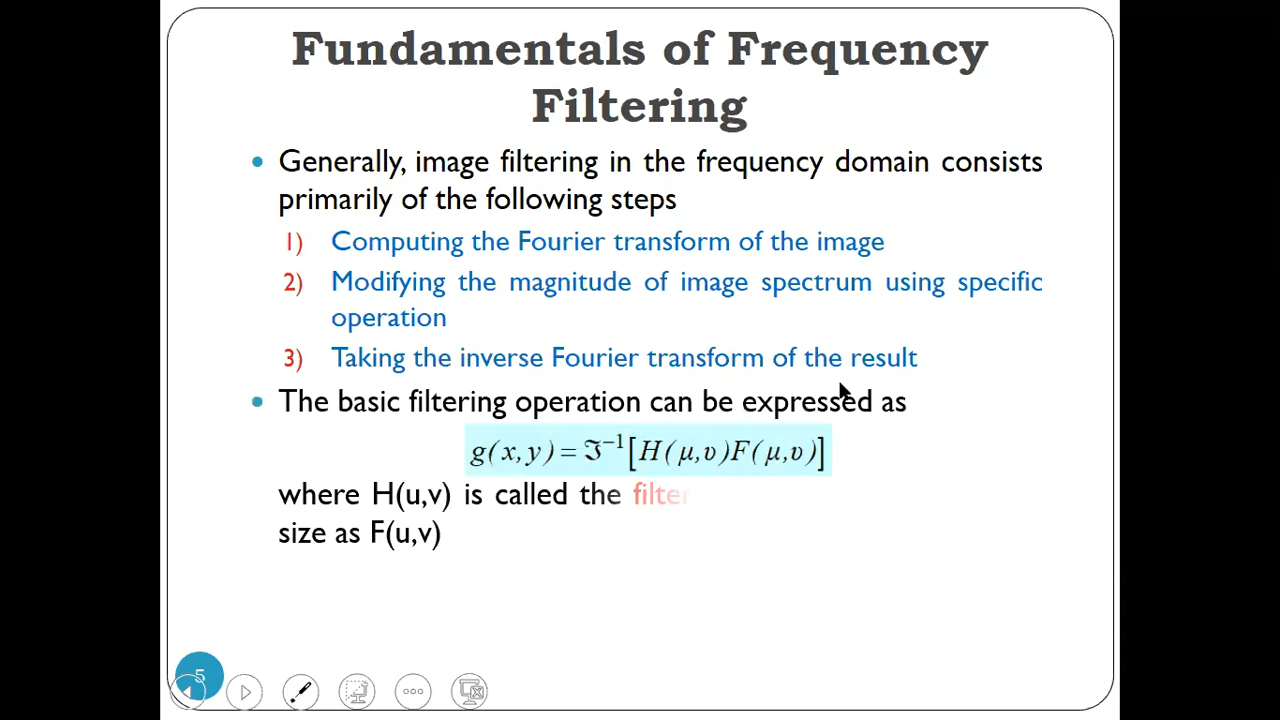 Fundamentals of Frequency
Filtering
• Generally, image filtering in the frequency domain consists
primarily of the following steps
1) Computing the Fourier transform of the image
2) Modifying the magnitude of image spectrum using specific
operation
3) Taking the inverse Fourier transform of the result
• The basic filtering operation can be expressed as
g(x,y) = ℑ⁻¹[H(μ,υ)F(μ,υ)]
where H(u,v) is called the filter
size as F(u,v)
5